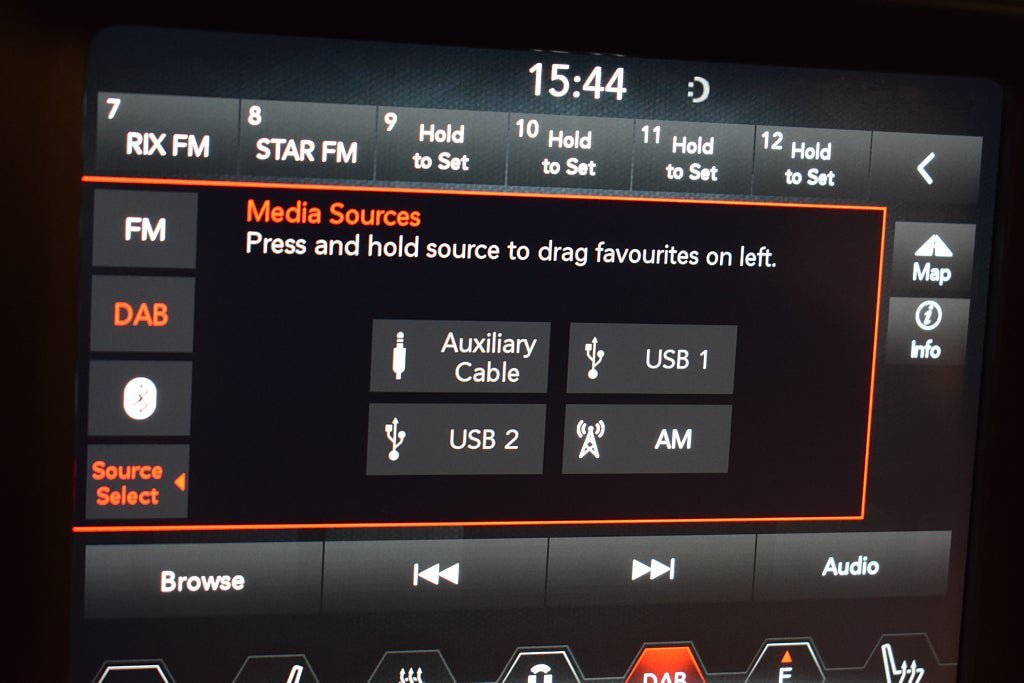 15:44
7
RIX FM
8
STAR FM
9 Hold
to Set
10 Hold
to Set
11 Hold
to Set
12 Hold
to Set
FM
Media Sources
Press and hold source to drag favourites on left.
Map
DAB
Info
Auxiliary
Cable
USB 1
USB 2
AM
Source
Select
Browse
Audio
DAB
E